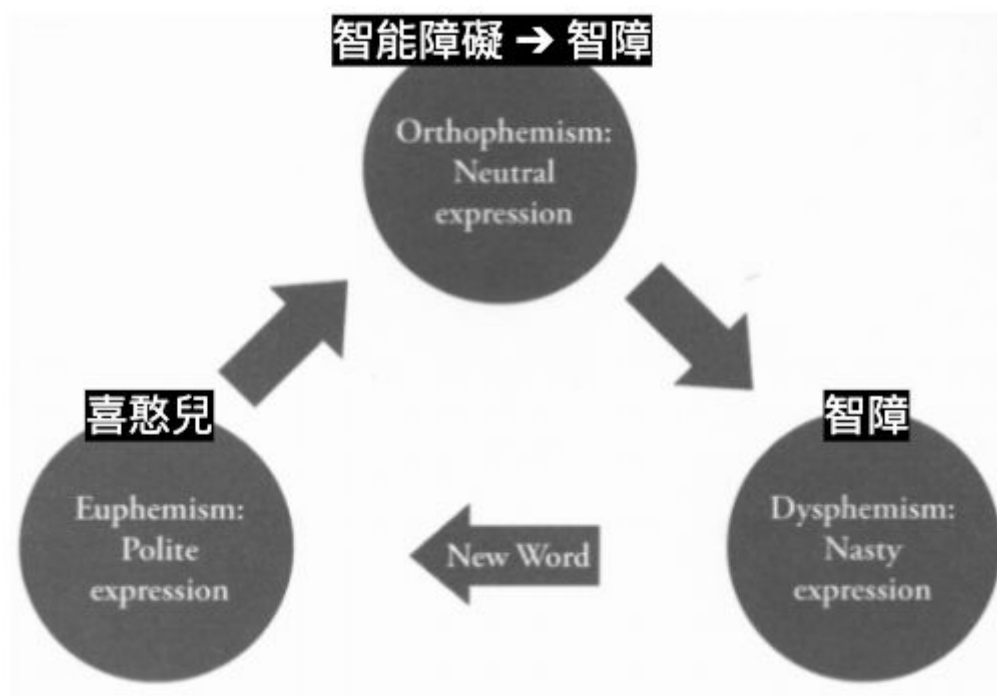 智能障礙 ➔ 智障
Orthophemism:
Neutral
expression
喜憨兒
Euphemism:
Polite
expression
New Word
智障
Dysphemism:
Nasty
expression